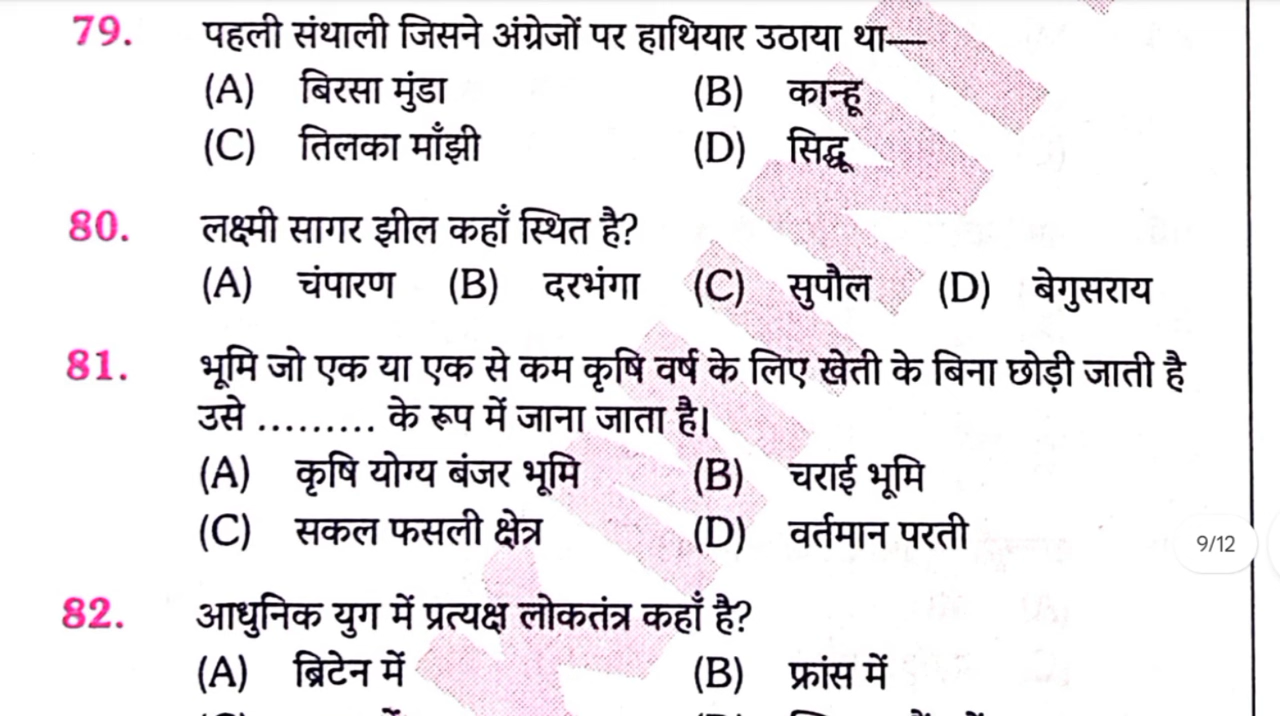 79. पहली संथाली जिसने अंग्रेजों पर हाथियार उठाया था—
(A) बिरसा मुंडा (B) कान्हू
(C) तिलका माँझी (D) सिद्धू
80. लक्ष्मी सागर झील कहाँ स्थित है?
(A) चंपारण (B) दरभंगा (C) सुपौल (D) बेगुसराय
81. भूमि जो एक या एक से कम कृषि वर्ष के लिए खेती के बिना छोड़ी जाती है
उसे ......... के रूप में जाना जाता है।
(A) कृषि योग्य बंजर भूमि (B) चराई भूमि
(C) सकल फसली क्षेत्र (D) वर्तमान परती
9/12
82. आधुनिक युग में प्रत्यक्ष लोकतंत्र कहाँ है?
(A) ब्रिटेन में (B) फ्रांस में